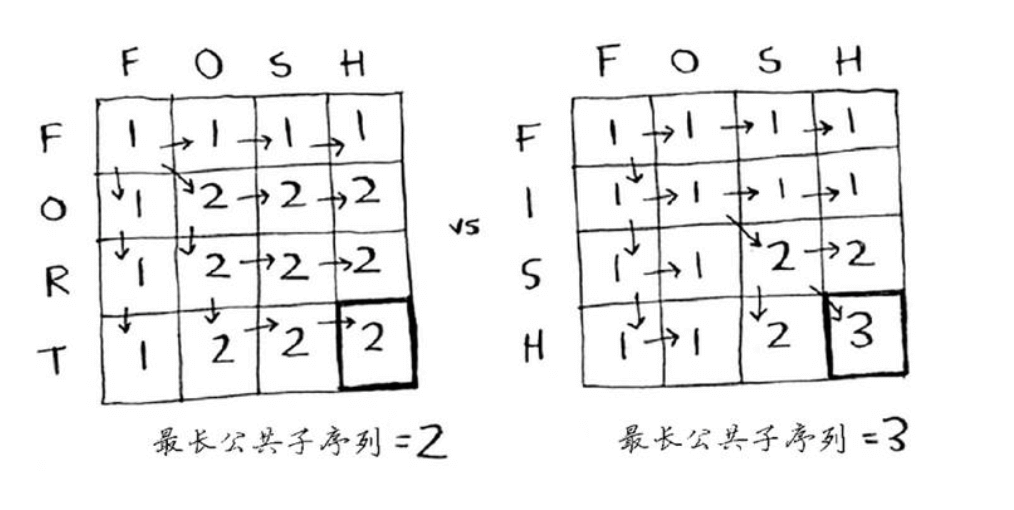 F O S H
F 1 → 1 → 1 → 1
O 1 2 → 2 → 2
R 1 2 → 2 → 2
T 1 2 → 2 → 2
最长公共子序列 = 2
vs
F O S H
F 1 → 1 → 1 → 1
I 1 → 1 → 1 → 1
S 1 → 1 2 → 2
H 1 → 1 2 3
最长公共子序列 = 3